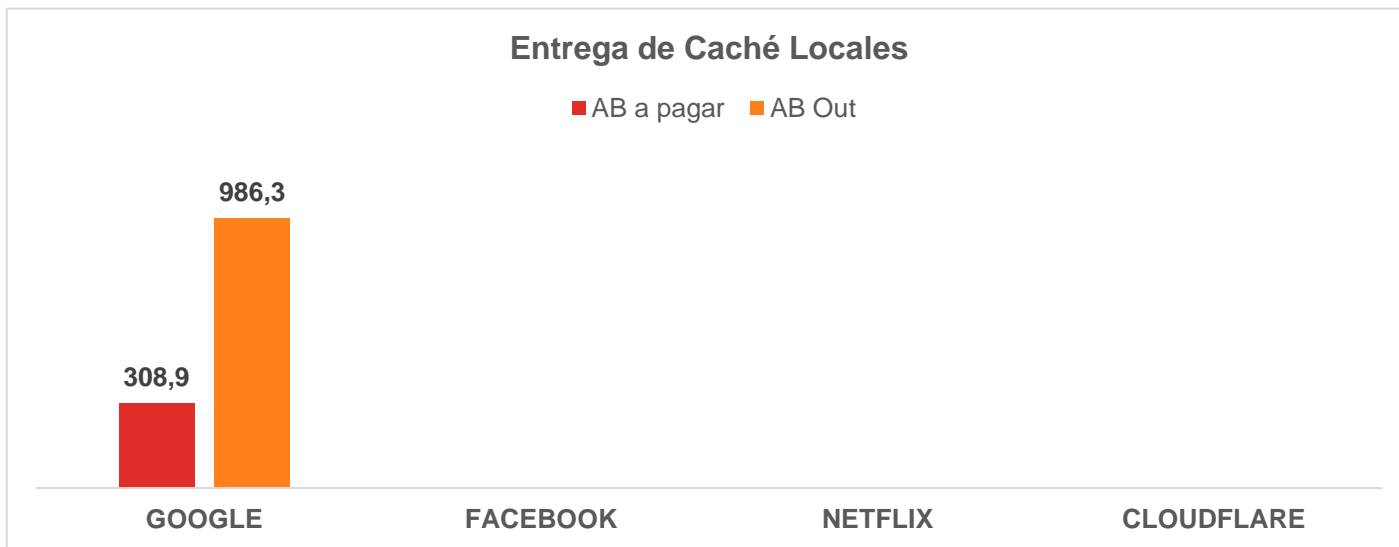 Entrega de Caché Locales
AB a pagar AB Out
986,3
308,9
GOOGLE FACEBOOK NETFLIX CLOUDFLARE